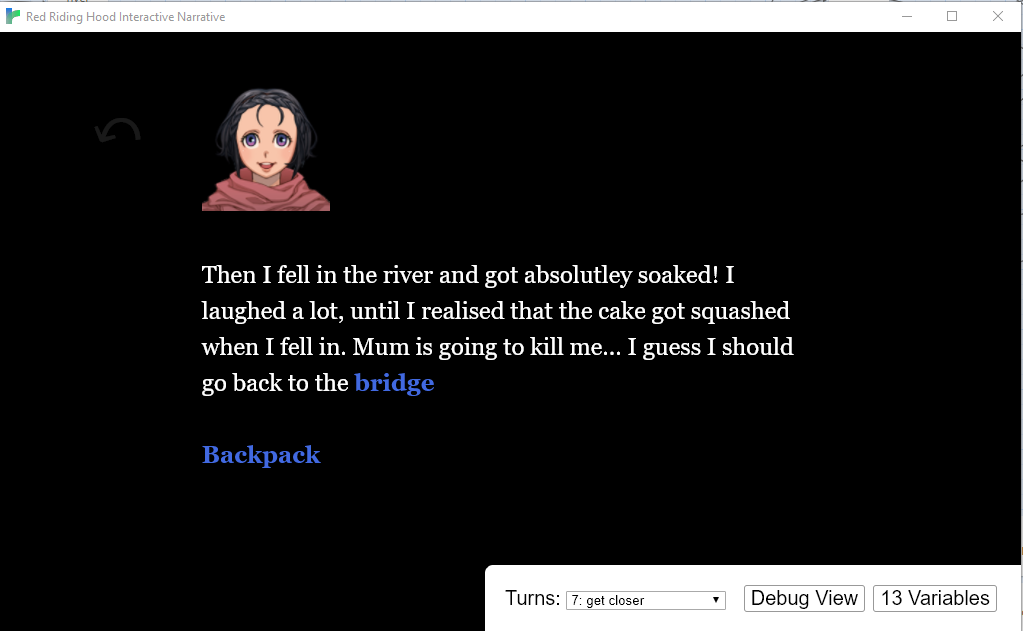 Red Riding Hood Interactive Narrative
Then I fell in the river and got absolutley soaked! I
laughed a lot, until I realised that the cake got squashed
when I fell in. Mum is going to kill me... I guess I should
go back to the bridge
Backpack
Turns: 7: get closer Debug View 13 Variables